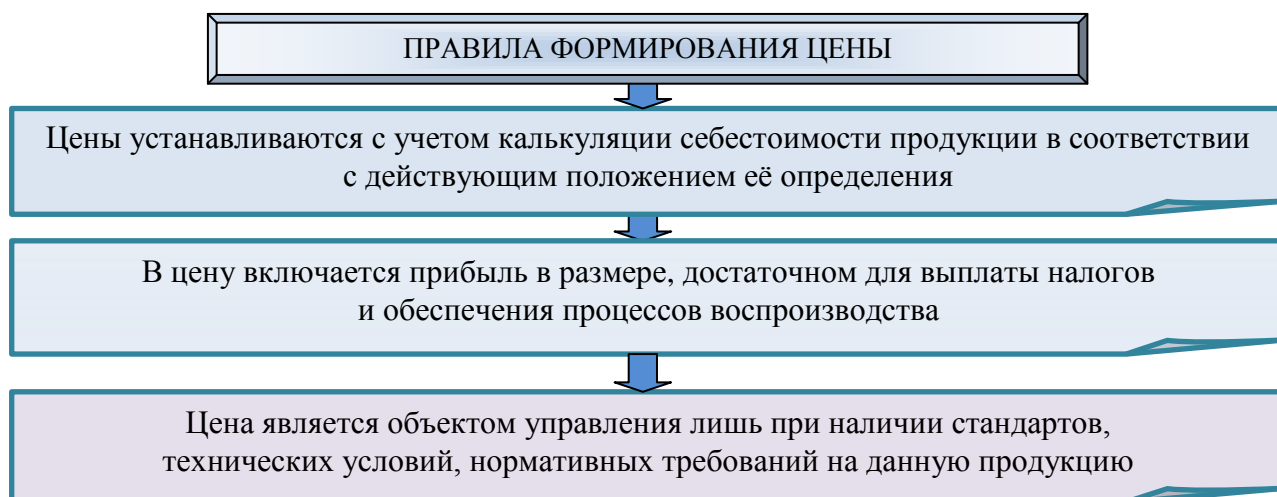 ПРАВИЛА ФОРМИРОВАНИЯ ЦЕНЫ
Цены устанавливаются с учетом калькуляции себестоимости продукции в соответствии
с действующим положением её определения
В цену включается прибыль в размере, достаточном для выплаты налогов
и обеспечения процессов воспроизводства
Цена является объектом управления лишь при наличии стандартов,
технических условий, нормативных требований на данную продукцию